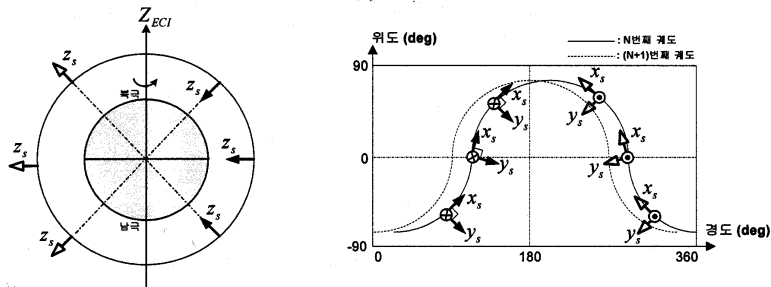 Z_ECI
z_s
z_s
북극
z_s
z_s
남극
z_s
z_s
위도 (deg)
: N번째 궤도
: (N+1)번째 궤도
90
x_s
x_s
y_s
y_s
x_s
x_s
0
y_s
y_s
x_s
x_s
y_s
y_s
경도 (deg)
-90
0
180
360